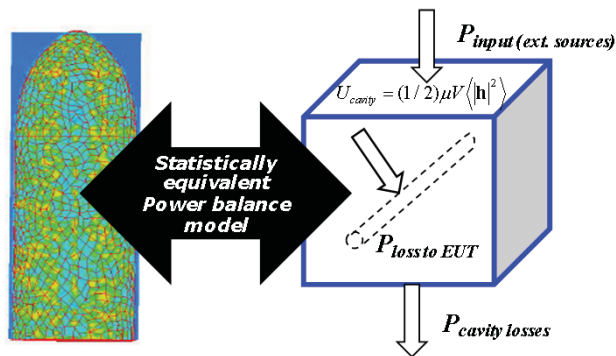 P_input (ext. sources)
U_cavity = (1/2)μV⟨|h|²⟩
Statistically
equivalent
Power balance
model
P_loss to EUT
P_cavity losses